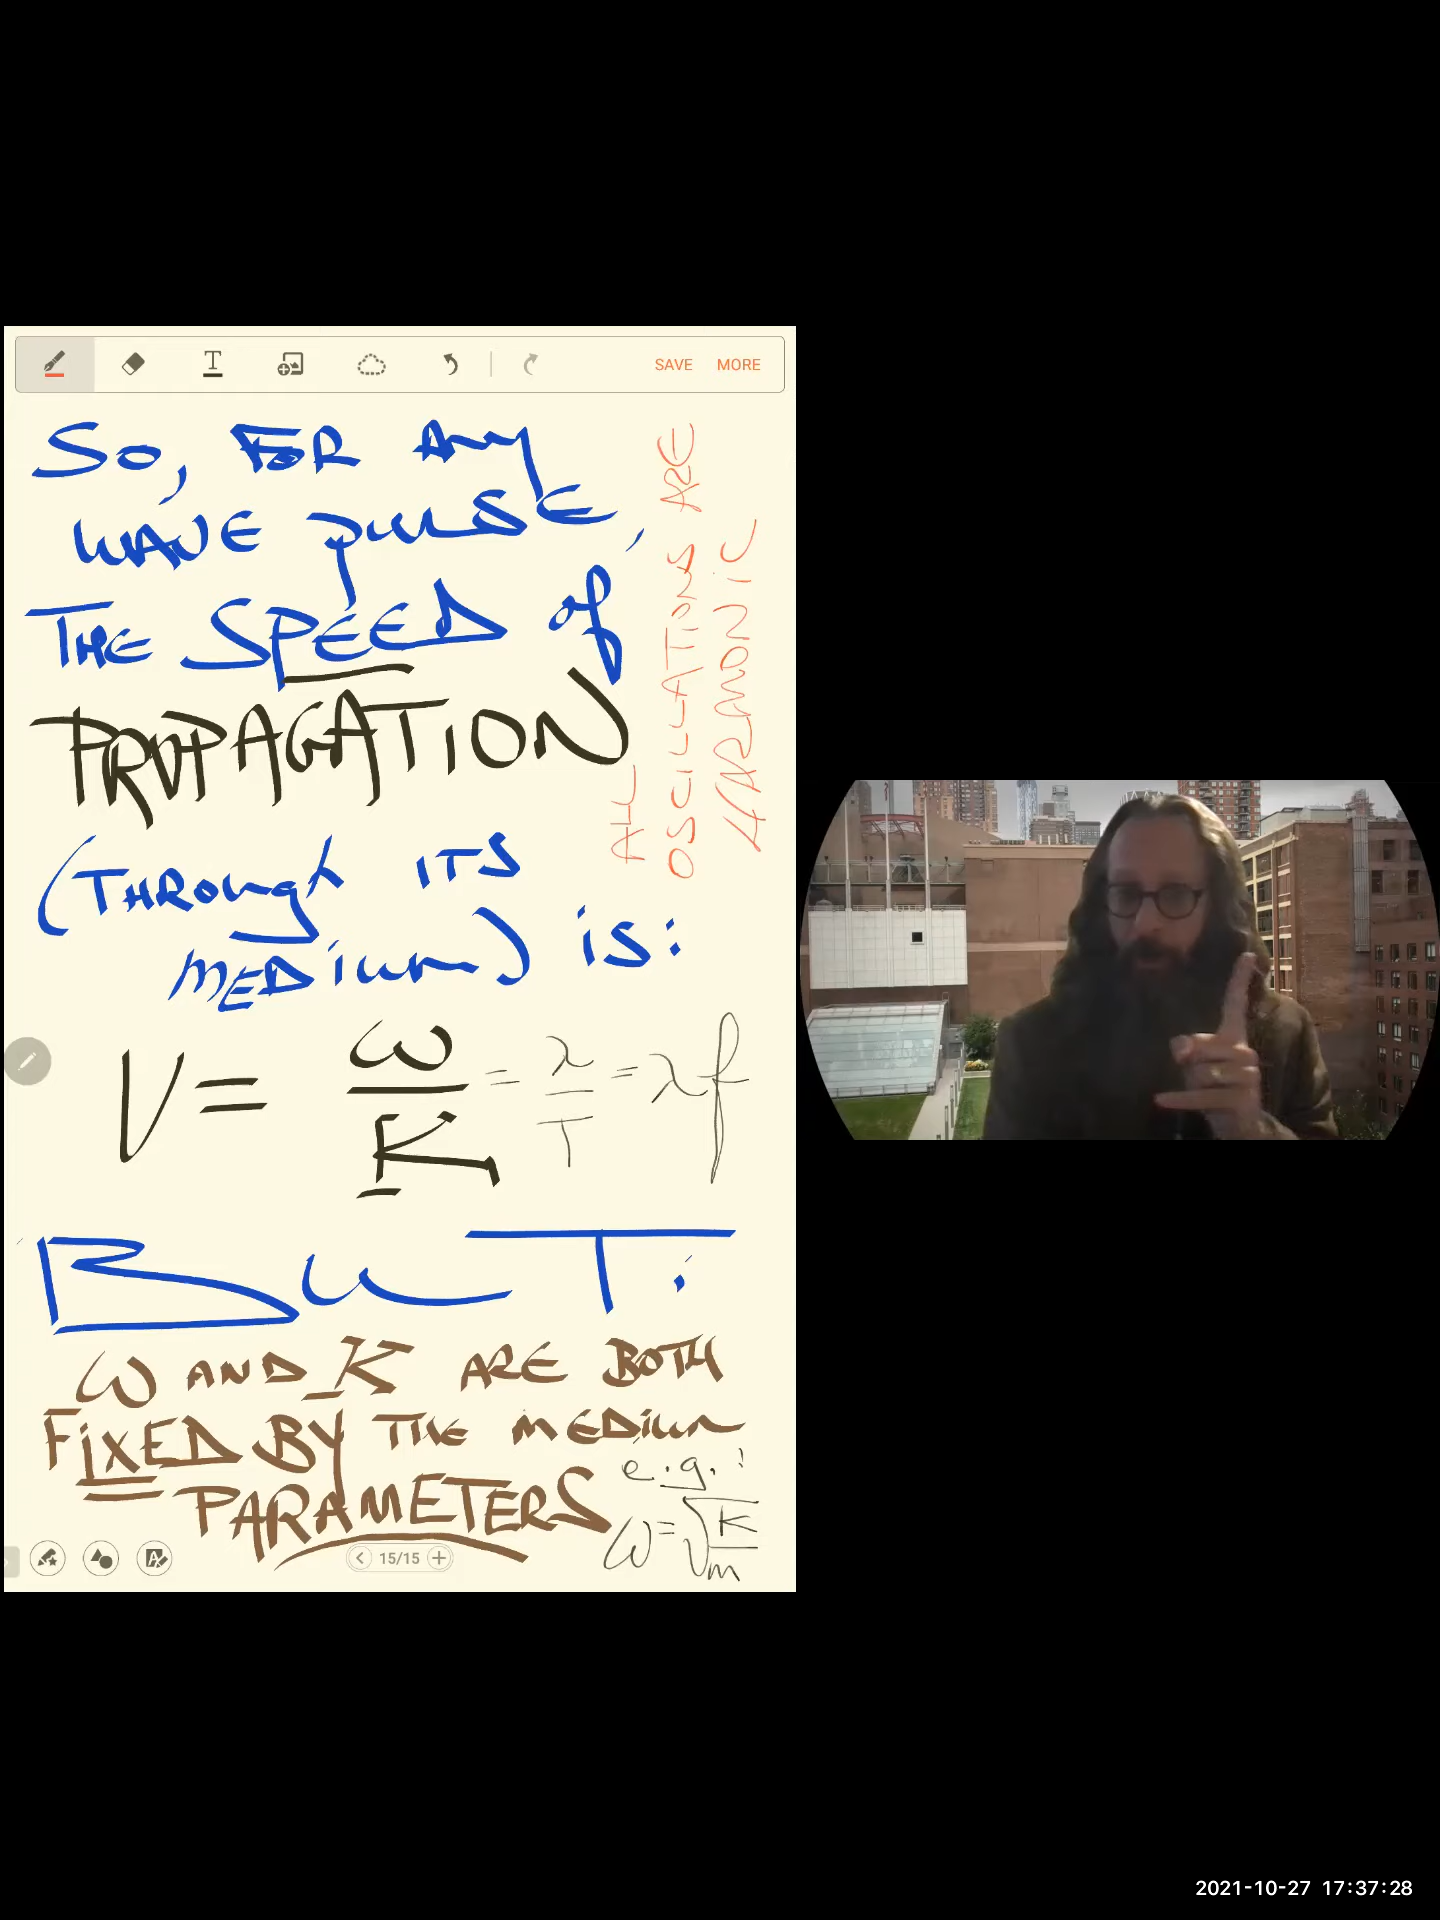 T
SAVE MORE
So, FOR Any
WAVE pulSE,
THE SPEED of
PROPAGATION
(THROugh ITS
MEDium) is:
ALL
OSCILLATIONS ARE
HARMONIC
V = ω/K = λ/T = λf
BUT:
ω AND K ARE BOTH
FixED BY THE MEDium
PARAMETERS
e.g.:
ω=√K/m
15/15
2021-10-27 17:37:28